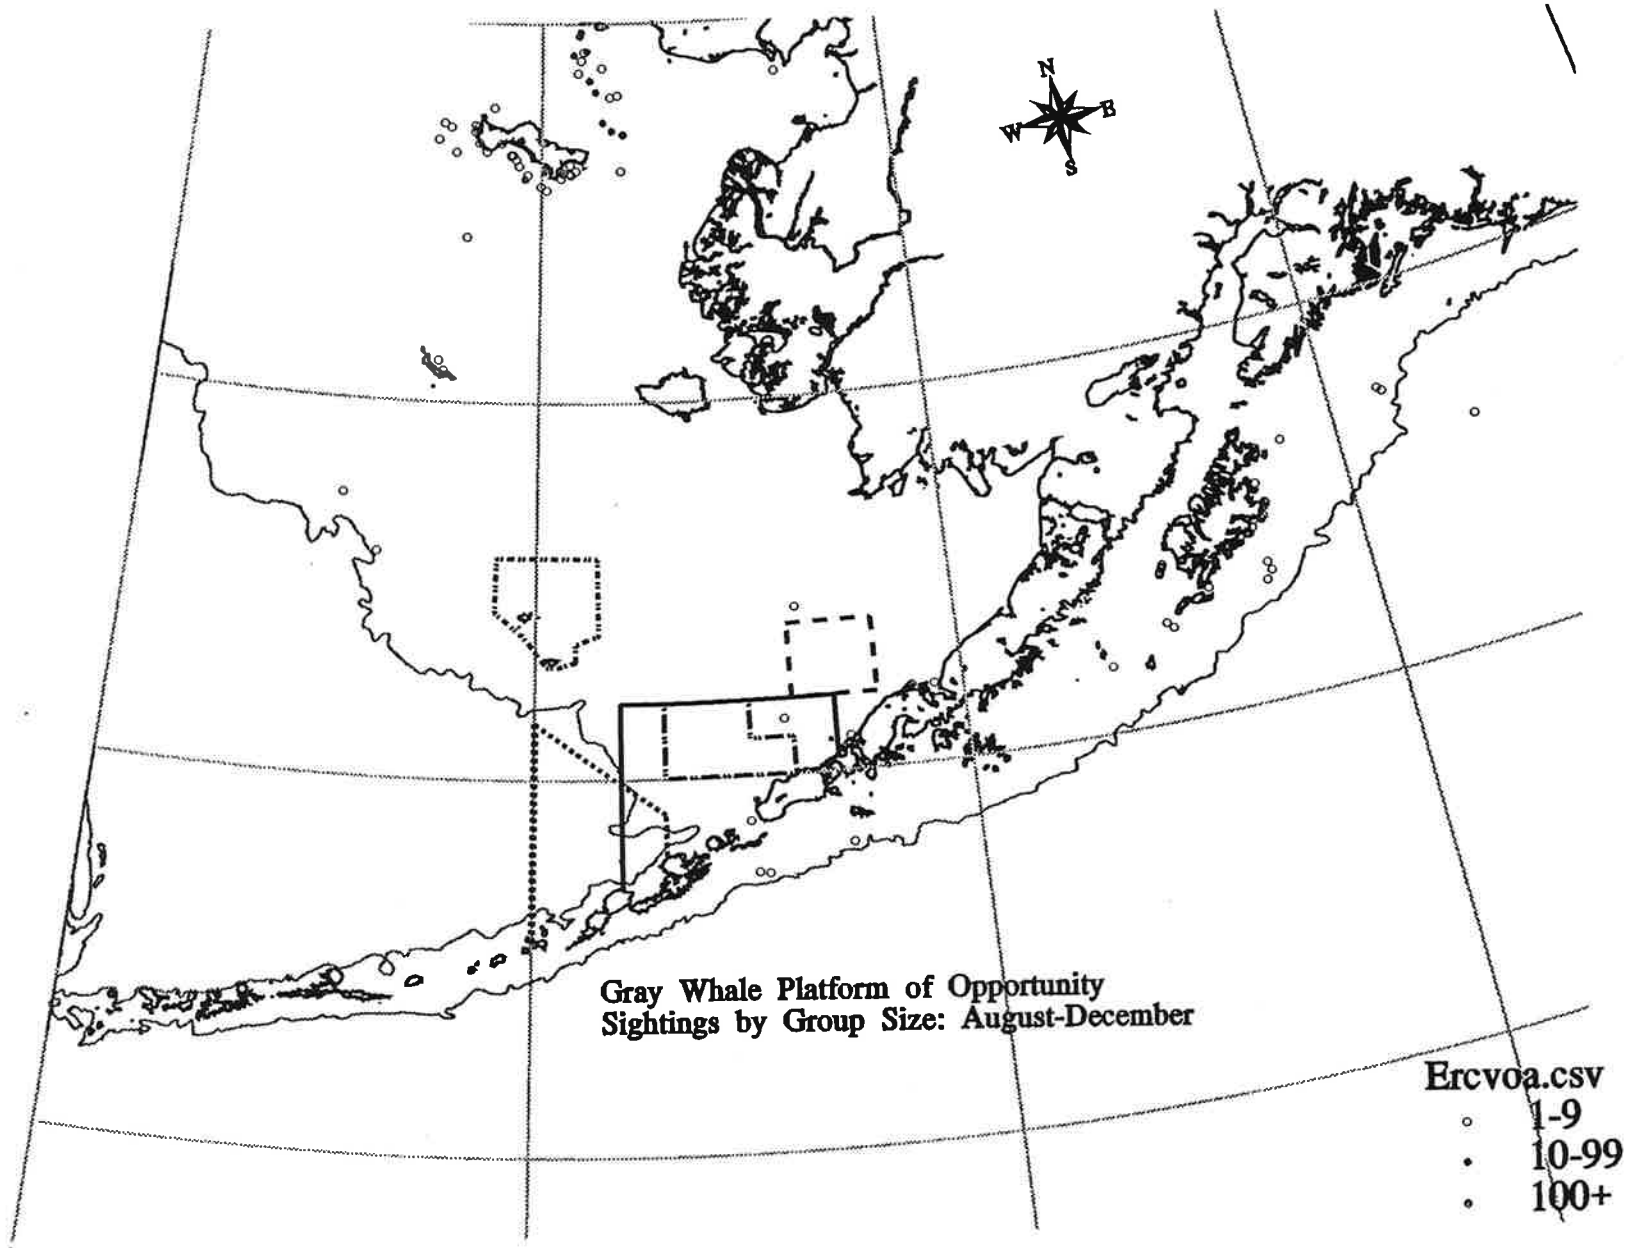 N
W E
S
Gray Whale Platform of Opportunity
Sightings by Group Size: August-December
Ercvoa.csv
1-9
10-99
100+